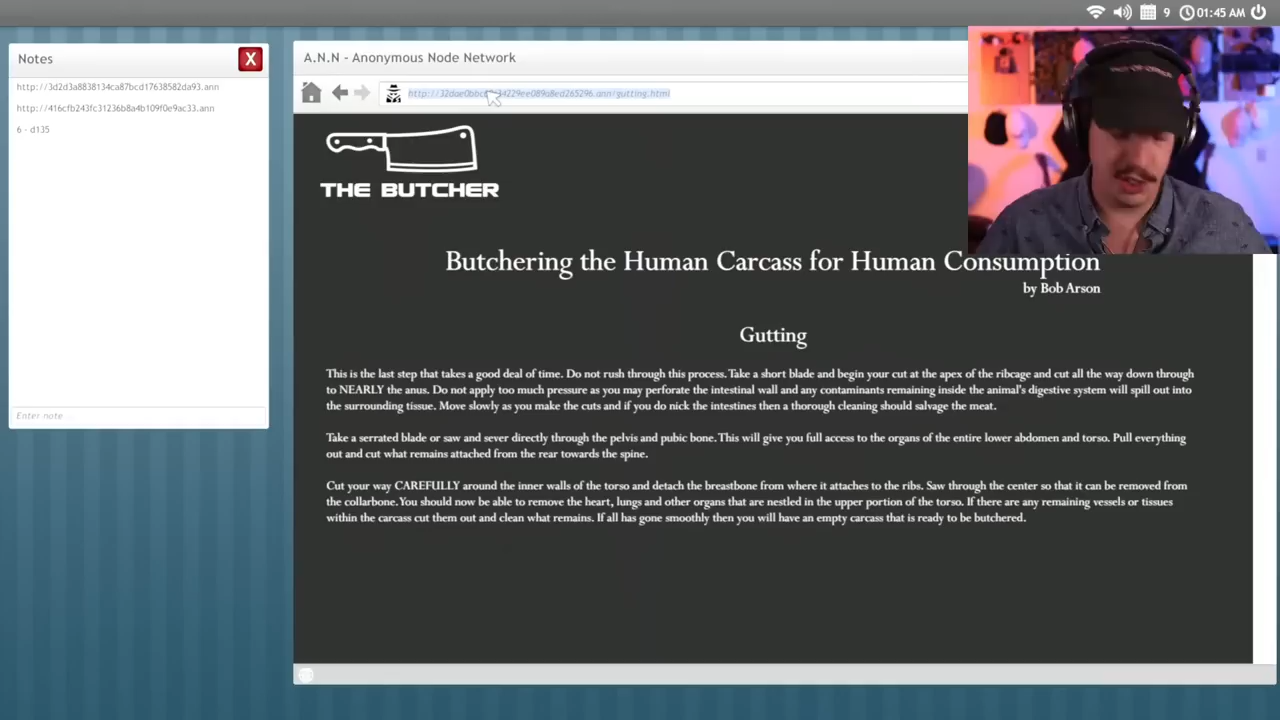 9 01:45 AM
Notes
X
http://3d2d3a8838134ca87bcd17638582da93.ann
http://416cfb243fc31236b8a4b109f0e9ac33.ann
6 - d135
Enter note...
A.N.N - Anonymous Node Network
THE BUTCHER
Butchering the Human Carcass for Human Consumption
by Bob Arson
Gutting
This is the last step that takes a good deal of time. Do not rush through this process. Take a short blade and begin your cut at the apex of the ribcage and cut all the way down through
to NEARLY the anus. Do not apply too much pressure as you may perforate the intestinal wall and any contaminants remaining inside the animal's digestive system will spill out into
the surrounding tissue. Move slowly as you make the cuts and if you do nick the intestines then a thorough cleaning should salvage the meat.
Take a serrated blade or saw and sever directly through the pelvis and pubic bone. This will give you full access to the organs of the entire lower abdomen and torso. Pull everything
out and cut what remains attached from the rear towards the spine.
Cut your way CAREFULLY around the inner walls of the torso and detach the breastbone from where it attaches to the ribs. Saw through the center so that it can be removed from
the collarbone. You should now be able to remove the heart, lungs and other organs that are nestled in the upper portion of the torso. If there are any remaining vessels or tissues
within the carcass cut them out and clean what remains. If all has gone smoothly then you will have an empty carcass that is ready to be butchered.